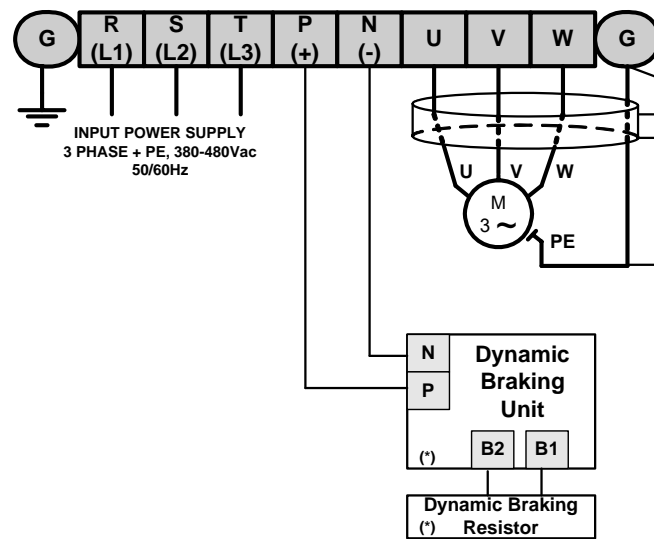 G R S T P N U V W G
(L1) (L2) (L3) (+) (-)
INPUT POWER SUPPLY
3 PHASE + PE, 380-480Vac
50/60Hz
U V W
M
3 ~
PE
N
P
Dynamic
Braking
Unit
B2 B1
(*)
Dynamic Braking
(*) Resistor